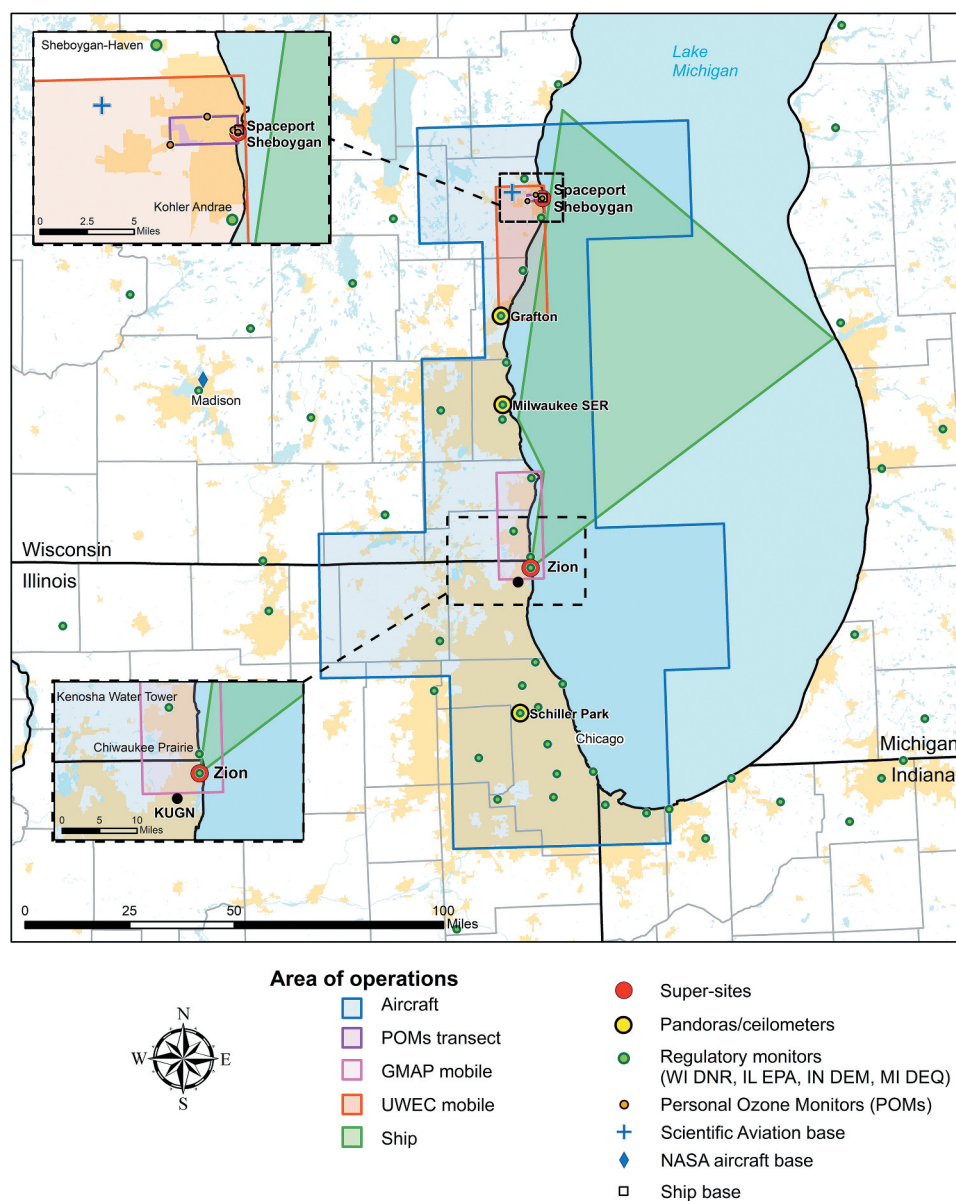 Sheboygan-Haven
Spaceport
Sheboygan
Kohler Andrae
0 2.5 5
Miles
Lake
Michigan
Spaceport
Sheboygan
Grafton
Milwaukee SER
Madison
Wisconsin
Illinois
Zion
Kenosha Water Tower
Chiwaukee Prairie
Zion
KUGN
0 5 10
Miles
Schiller Park
Chicago
Michigan
Indiana
0 25 50 100
Miles
Area of operations
Aircraft
POMs transect
GMAP mobile
UWEC mobile
Ship
N
W E
S
Super-sites
Pandoras/ceilometers
Regulatory monitors
(WI DNR, IL EPA, IN DEM, MI DEQ)
Personal Ozone Monitors (POMs)
Scientific Aviation base
NASA aircraft base
Ship base